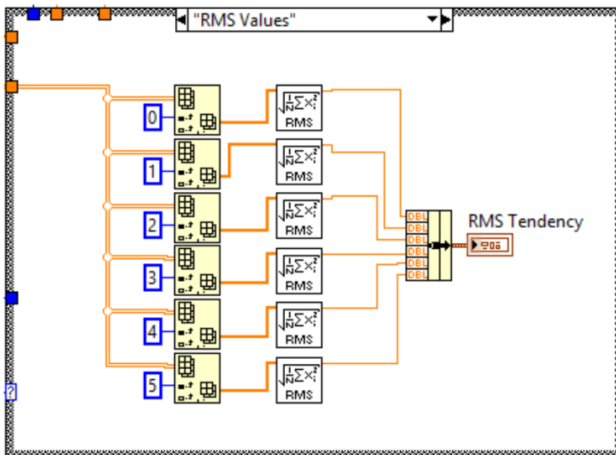 "RMS Values"
0
RMS
1
RMS
2
RMS
3
RMS
4
RMS
5
RMS
DBL
DBL
DBL
DBL
DBL
DBL
RMS Tendency
?